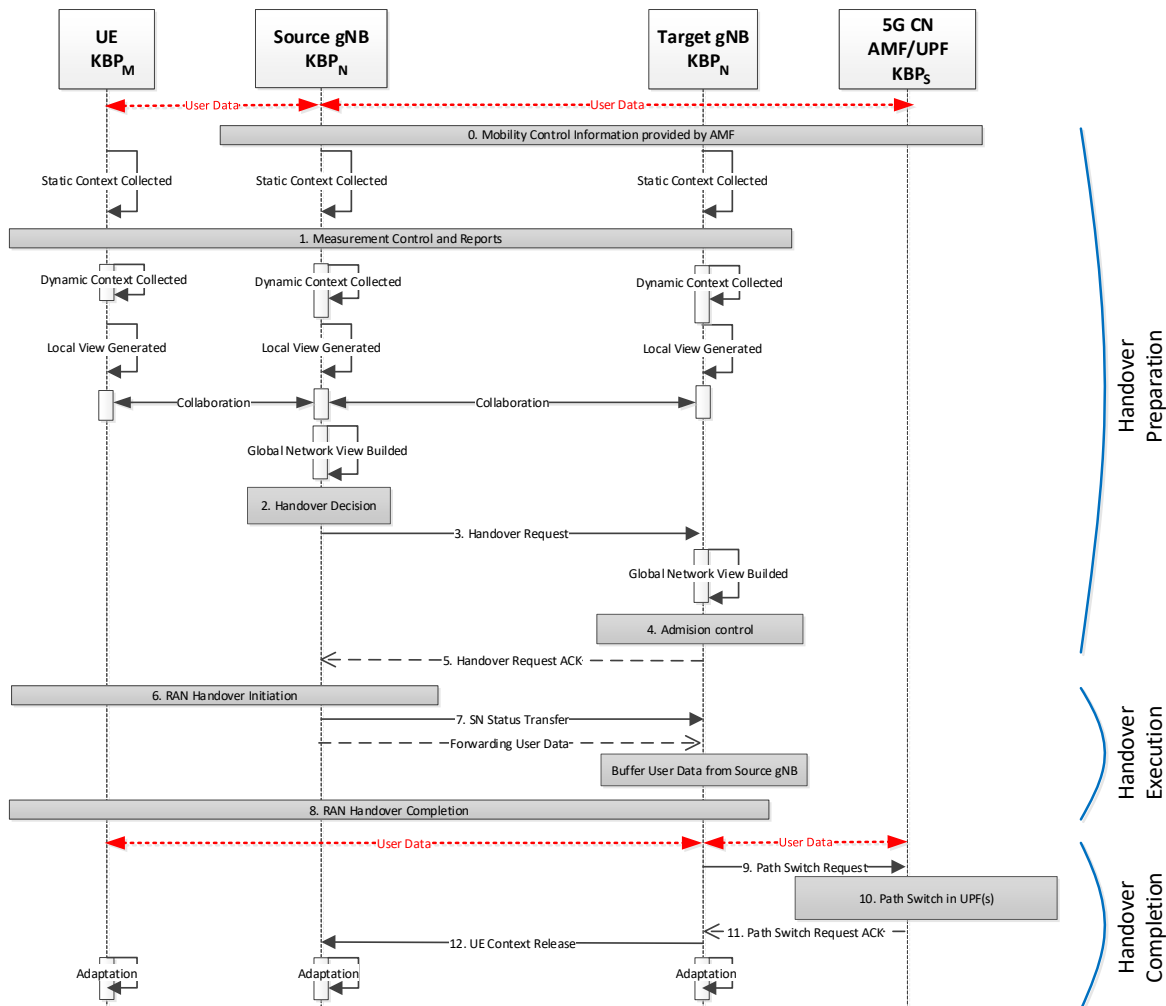 UE
KBPM
Source gNB
KBPN
Target gNB
KBPN
5G CN
AMF/UPF
KBPS
User Data
User Data
0. Mobility Control Information provided by AMF
Static Context Collected
Static Context Collected
Static Context Collected
1. Measurement Control and Reports
Dynamic Context Collected
Dynamic Context Collected
Dynamic Context Collected
Local View Generated
Local View Generated
Local View Generated
Collaboration
Collaboration
Global Network View Builded
2. Handover Decision
3. Handover Request
Global Network View Builded
4. Admision control
5. Handover Request ACK
Handover
Preparation
6. RAN Handover Initiation
7. SN Status Transfer
Forwarding User Data
Buffer User Data from Source gNB
8. RAN Handover Completion
Handover
Execution
User Data
User Data
9. Path Switch Request
10. Path Switch in UPF(s)
11. Path Switch Request ACK
12. UE Context Release
Adaptation
Adaptation
Adaptation
Handover
Completion